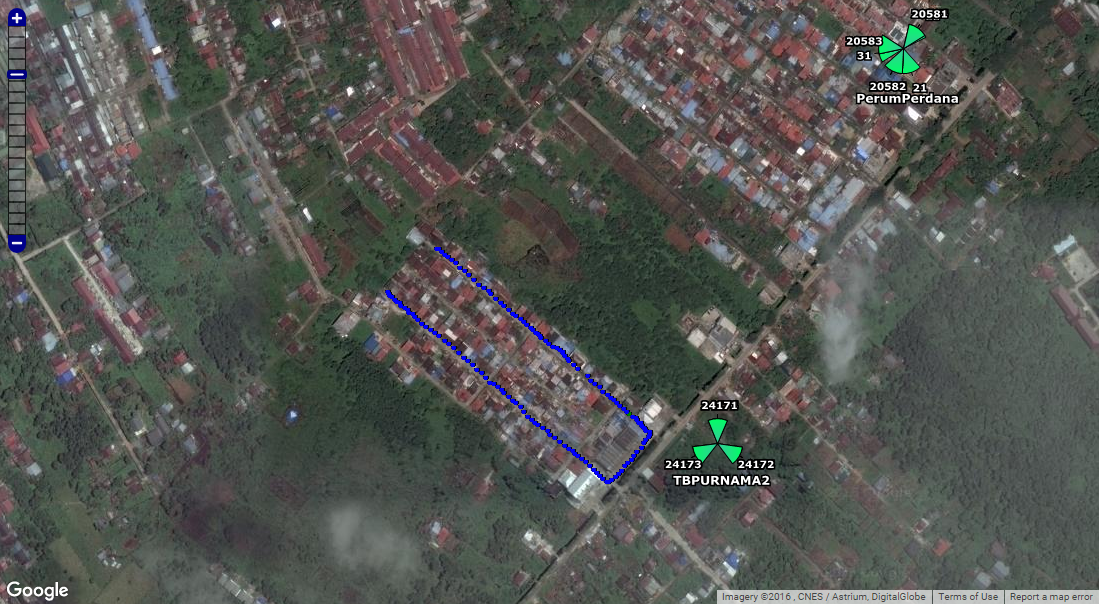 20581
20583
31
20582 21
PerumPerdana
24171
24173
24172
TBPURNAMA2
Google
Imagery ©2016 , CNES / Astrium, DigitalGlobe
Terms of Use
Report a map error